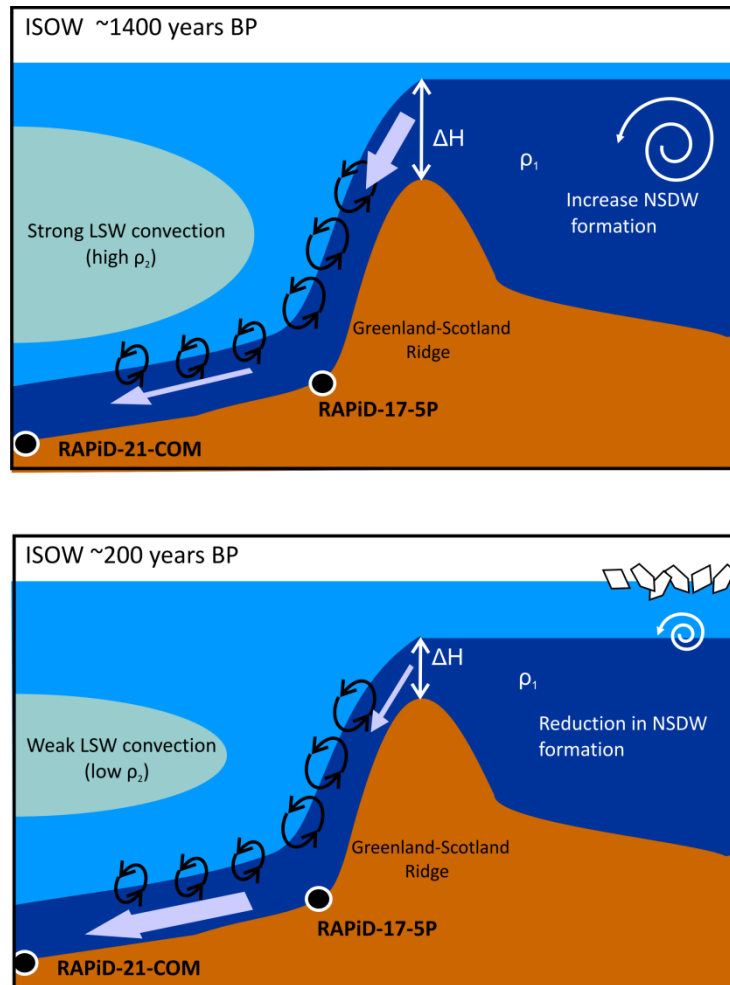 ISOW ~1400 years BP
ΔH
ρ₁
Increase NSDW
formation
Strong LSW convection
(high ρ₂)
Greenland-Scotland
Ridge
RAPiD-17-5P
RAPiD-21-COM
ISOW ~200 years BP
ΔH
ρ₁
Reduction in NSDW
formation
Weak LSW convection
(low ρ₂)
Greenland-Scotland
Ridge
RAPiD-17-5P
RAPiD-21-COM